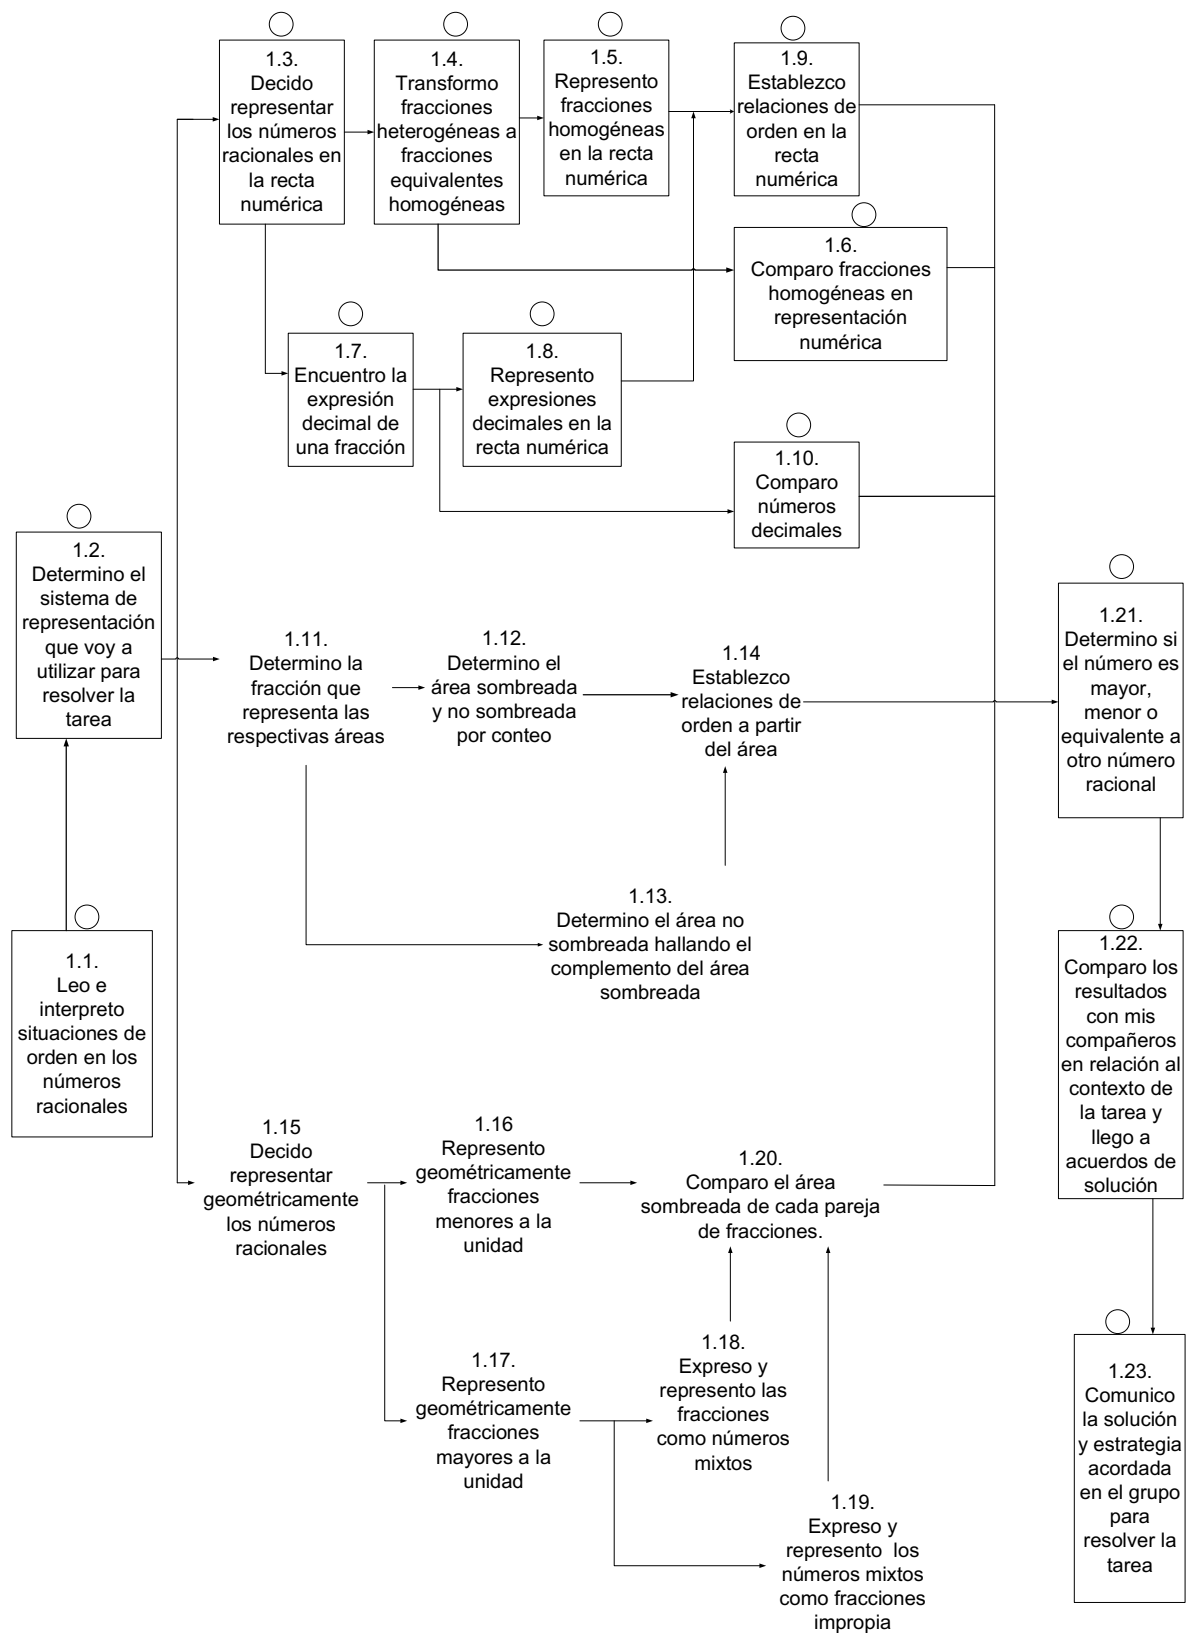 1.3.
Decido
representar
los números
racionales en
la recta
numérica
1.4.
Transformo
fracciones
heterogéneas a
fracciones
equivalentes
homogéneas
1.5.
Represento
fracciones
homogéneas
en la recta
numérica
1.9.
Establezco
relaciones de
orden en la
recta
numérica
1.6.
Comparo fracciones
homogéneas en
representación
numérica
1.7.
Encuentro la
expresión
decimal de
una fracción
1.8.
Represento
expresiones
decimales en la
recta numérica
1.10.
Comparo
números
decimales
1.2.
Determino el
sistema de
representación
que voy a
utilizar para
resolver la
tarea
1.11.
Determino la
fracción que
representa las
respectivas áreas
1.12.
Determino el
área sombreada
y no sombreada
por conteo
1.14
Establezco
relaciones de
orden a partir
del área
1.21.
Determino si
el número es
mayor,
menor o
equivalente a
otro número
racional
1.13.
Determino el área no
sombreada hallando el
complemento del área
sombreada
1.1.
Leo e
interpreto
situaciones de
orden en los
números
racionales
1.22.
Comparo los
resultados
con mis
compañeros
en relación al
contexto de
la tarea y
llego a
acuerdos de
solución
1.15
Decido
representar
geométricamente
los números
racionales
1.16
Represento
geométricamente
fracciones
menores a la
unidad
1.20.
Comparo el área
sombreada de cada pareja
de fracciones.
1.17.
Represento
geométricamente
fracciones
mayores a la
unidad
1.18.
Expreso y
represento las
fracciones
como números
mixtos
1.19.
Expreso y
represento los
números mixtos
como fracciones
impropia
1.23.
Comunico
la solución
y estrategia
acordada
en el grupo
para
resolver la
tarea